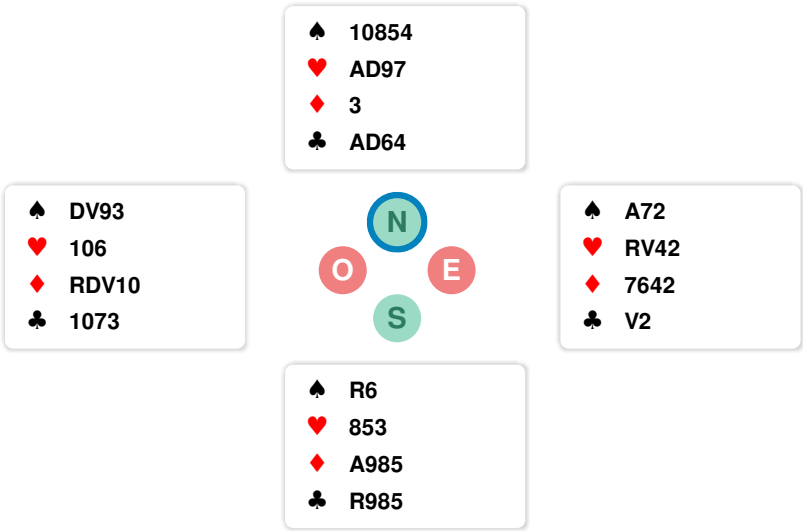 ♠ 10854
♥ AD97
♦ 3
♣ AD64
♠ DV93
♥ 106
♦ RDV10
♣ 1073
N
O E
S
♠ A72
♥ RV42
♦ 7642
♣ V2
♠ R6
♥ 853
♦ A985
♣ R985